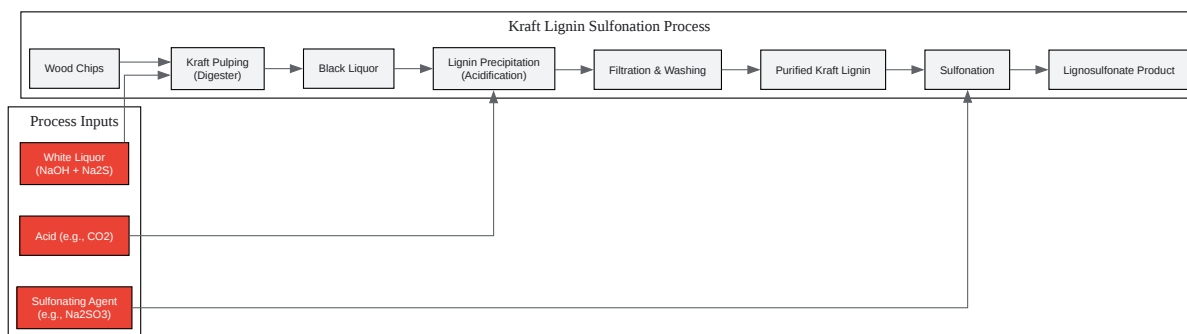 Kraft Lignin Sulfonation Process
Wood Chips
Kraft Pulping
(Digester)
Black Liquor
Lignin Precipitation
(Acidification)
Filtration & Washing
Purified Kraft Lignin
Sulfonation
Lignosulfonate Product
Process Inputs
White Liquor
(NaOH + Na2S)
Acid (e.g., CO2)
Sulfonating Agent
(e.g., Na2SO3)